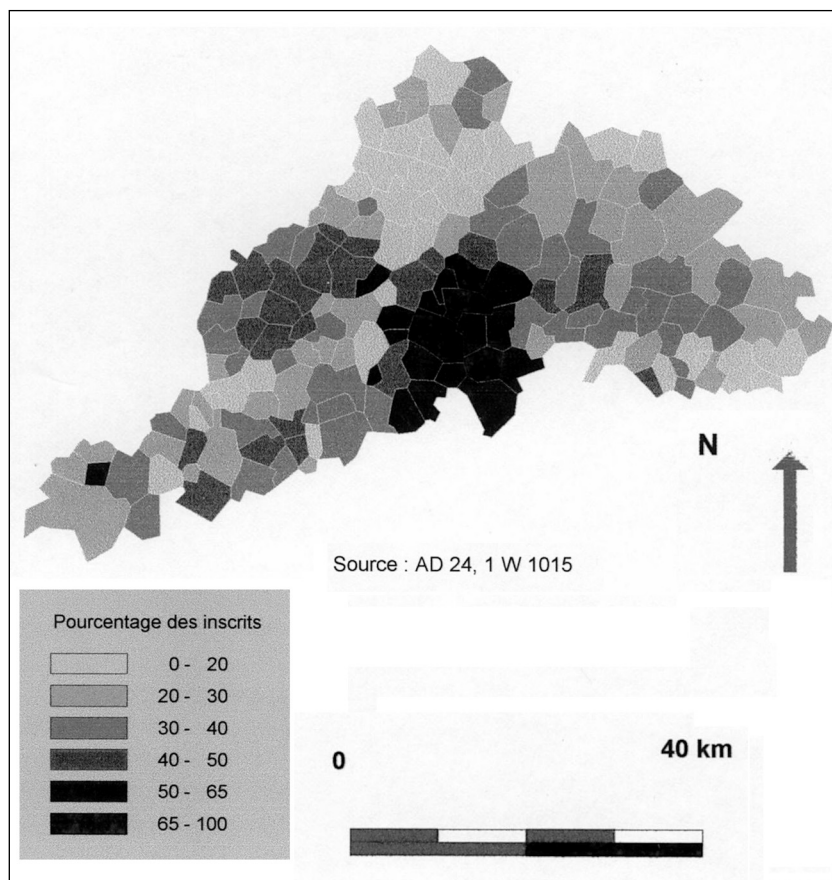 N
Source : AD 24, 1 W 1015
Pourcentage des inscrits
0 - 20
20 - 30
30 - 40
40 - 50
50 - 65
65 - 100
0 40 km